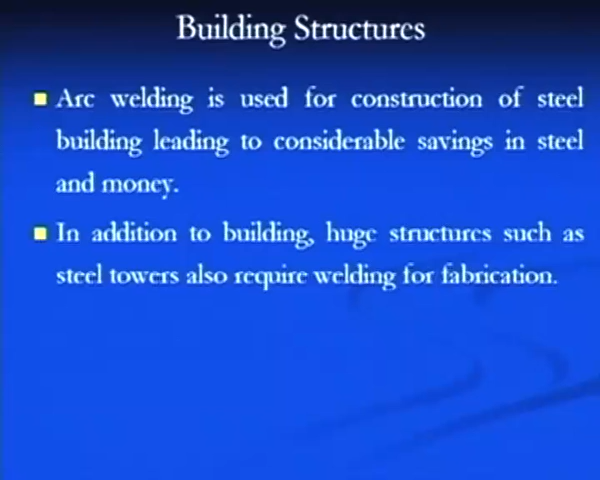 Building Structures
Arc welding is used for construction of steel
building leading to considerable savings in steel
and money.
In addition to building, huge structures such as
steel towers also require welding for fabrication.